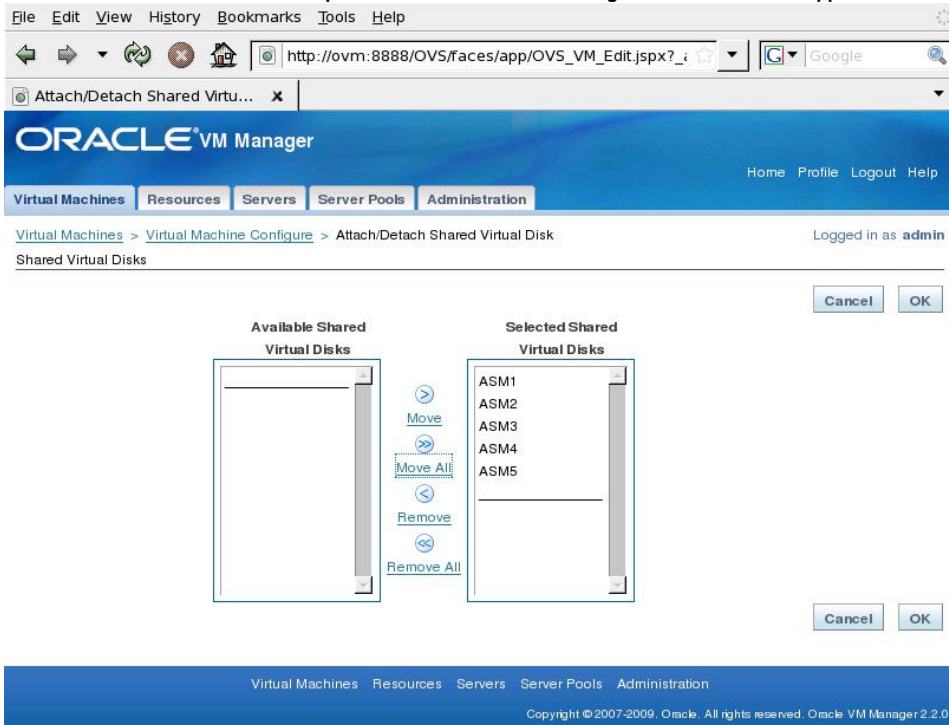 File Edit View History Bookmarks Tools Help
http://ovm:8888/OVS/faces/app/OVS_VM_Edit.jspx?_a
G Google
Attach/Detach Shared Virtu... x
ORACLE VM Manager
Home Profile Logout Help
Virtual Machines Resources Servers Server Pools Administration
Virtual Machines > Virtual Machine Configure > Attach/Detach Shared Virtual Disk Logged in as admin
Shared Virtual Disks
Cancel OK
Available Shared Virtual Disks
Selected Shared Virtual Disks
ASM1
ASM2
ASM3
ASM4
ASM5
Move
Move All
Remove
Remove All
Cancel OK
Virtual Machines Resources Servers Server Pools Administration
Copyright © 2007-2009. Oracle. All rights reserved. Oracle VM Manager 2.2.0